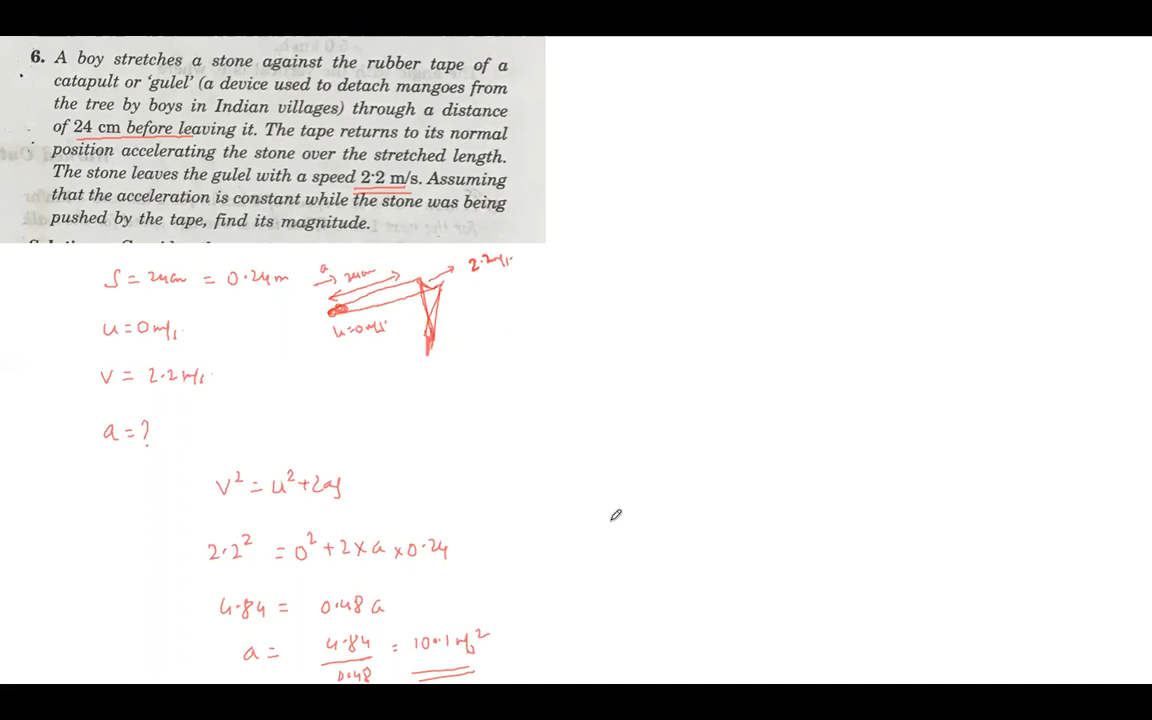 6. A boy stretches a stone against the rubber tape of a
catapult or 'gulel' (a device used to detach mangoes from
the tree by boys in Indian villages) through a distance
of 24 cm before leaving it. The tape returns to its normal
position accelerating the stone over the stretched length.
The stone leaves the gulel with a speed 2·2 m/s. Assuming
that the acceleration is constant while the stone was being
pushed by the tape, find its magnitude.
S = 24cm = 0.24m
a 24cm
2.2m/s
u=0m/s
u = 0m/s
v = 2.2m/s
a = ?
v² = u² + 2as
2.2² = 0² + 2 × a × 0.24
4.84 = 0.48 a
a = 4.84 / 0.48 = 10.1 m/s²